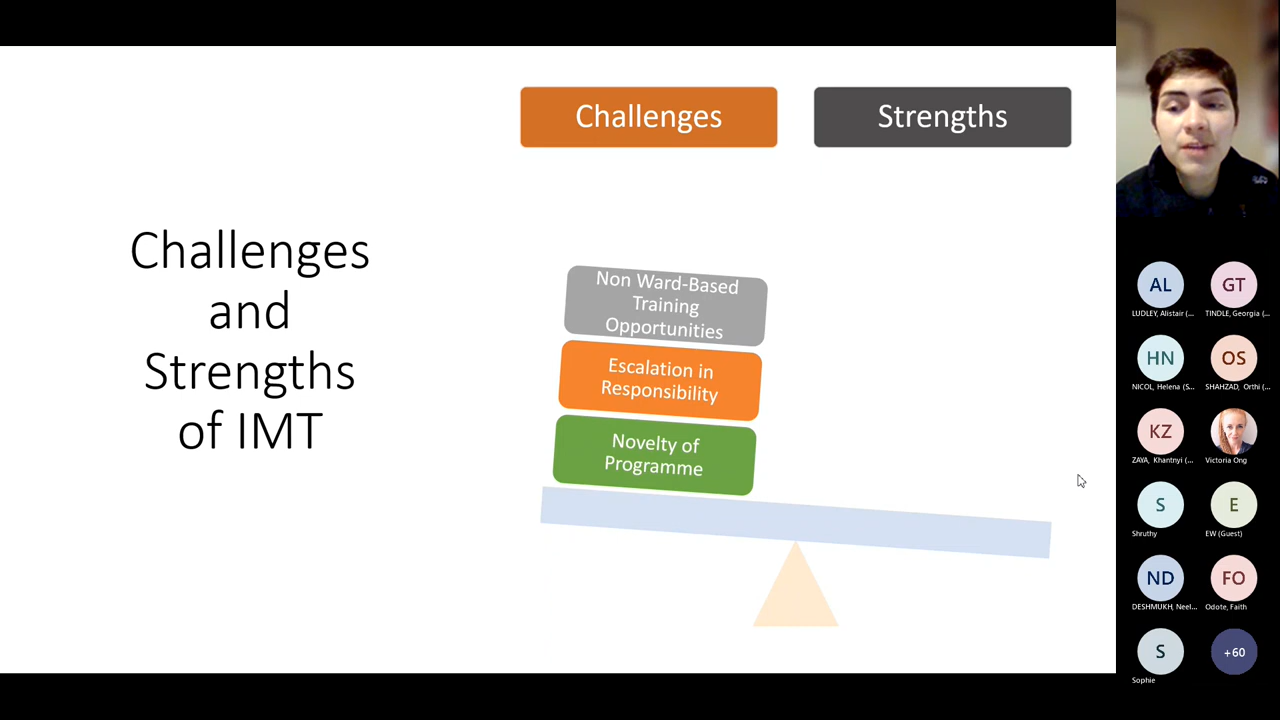 Challenges
Strengths
Challenges
and
Strengths
of IMT
Non Ward-Based
Training
Opportunities
Escalation in
Responsibility
Novelty of
Programme
AL
LUDLEY, Alistair (...
GT
TINDLE, Georgia (...
HN
NICOL, Helena (S...
OS
SHAHZAD, Orthi (...
KZ
ZAYA, Khantnyi (...
Victoria Ong
S
Shruthy
E
EW (Guest)
ND
DESHMUKH, Neel...
FO
Odote, Faith
S
Sophie
+60